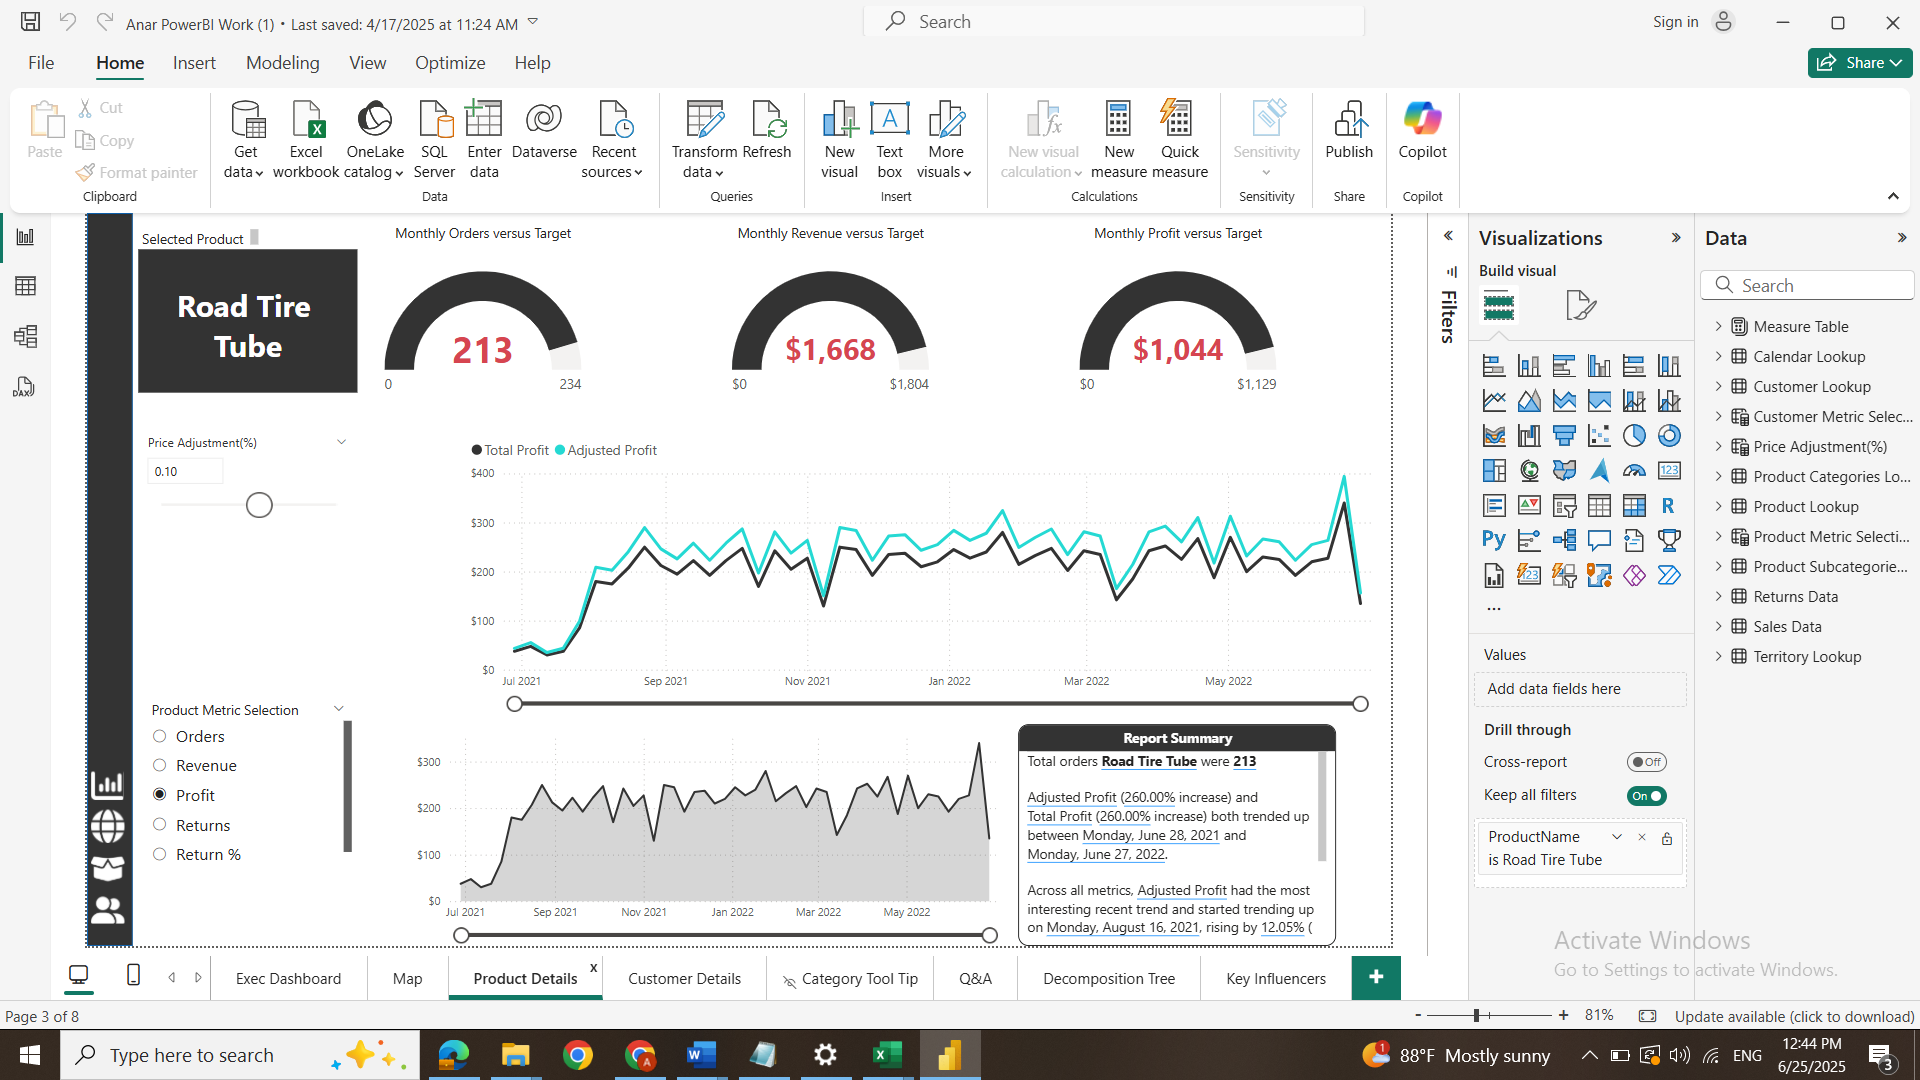 Anar PowerBI Work (1) • Last saved: 4/17/2025 at 11:24 AM
Search
Sign in
File
Home
Insert
Modeling
View
Optimize
Help
Share
Paste
Cut
Copy
Format painter
Clipboard
Get data
Excel workbook
OneLake catalog
SQL Server
Enter data
Dataverse
Recent sources
Data
Transform data
Refresh
Queries
New visual
Text box
More visuals
Insert
New visual calculation
New measure
Quick measure
Calculations
Sensitivity
Sensitivity
Publish
Share
Copilot
Copilot
Selected Product
Road Tire
Tube
Monthly Orders versus Target
213
0
234
Monthly Revenue versus Target
$1,668
$0
$1,804
Monthly Profit versus Target
$1,044
$0
$1,129
Price Adjustment(%)
0.10
Total Profit
Adjusted Profit
$400
$300
$200
$100
$0
Jul 2021
Sep 2021
Nov 2021
Jan 2022
Mar 2022
May 2022
Product Metric Selection
Orders
Revenue
Profit
Returns
Return %
$300
$200
$100
$0
Jul 2021
Sep 2021
Nov 2021
Jan 2022
Mar 2022
May 2022
Report Summary
Total orders Road Tire Tube were 213
Adjusted Profit (260.00% increase) and
Total Profit (260.00% increase) both trended up
between Monday, June 28, 2021 and
Monday, June 27, 2022.
Across all metrics, Adjusted Profit had the most
interesting recent trend and started trending up
on Monday, August 16, 2021, rising by 12.05% (
Filters
Visualizations
Build visual
Values
Add data fields here
Drill through
Cross-report
Off
Keep all filters
On
ProductName
is Road Tire Tube
Data
Search
Measure Table
Calendar Lookup
Customer Lookup
Customer Metric Selec...
Price Adjustment(%)
Product Categories Lo...
Product Lookup
Product Metric Selecti...
Product Subcategorie...
Returns Data
Sales Data
Territory Lookup
Activate Windows
Go to Settings to activate Windows.
Exec Dashboard
Map
Product Details
x
Customer Details
Category Tool Tip
Q&A
Decomposition Tree
Key Influencers
+
Page 3 of 8
- + 81%
Update available (click to download)
Type here to search
88°F Mostly sunny
ENG
12:44 PM
6/25/2025
3